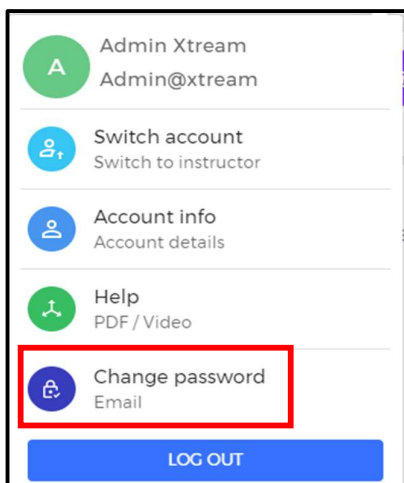 A
Admin Xtream
Admin@xtream
Switch account
Switch to instructor
Account info
Account details
Help
PDF / Video
Change password
Email
LOG OUT